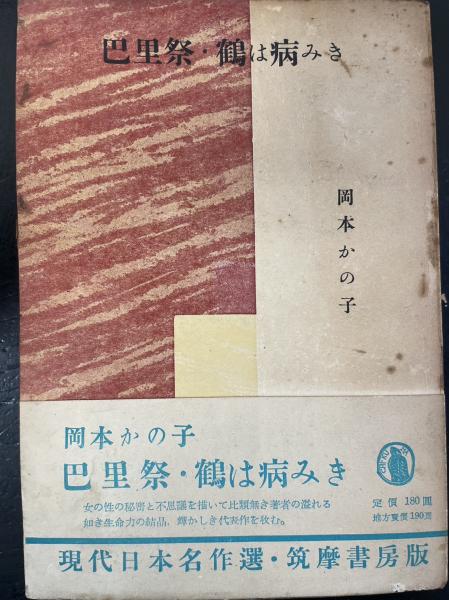 巴里祭・鶴は病みき
岡本かの子
岡本かの子
巴里祭・鶴は病みき
女の性の秘密と不思議を描いて比類無き著者の溢れる
如き生命力の結晶、輝かしき代表作を收む。
定價 180圓
地方賣價 190圓
現代日本名作選・筑摩書房版